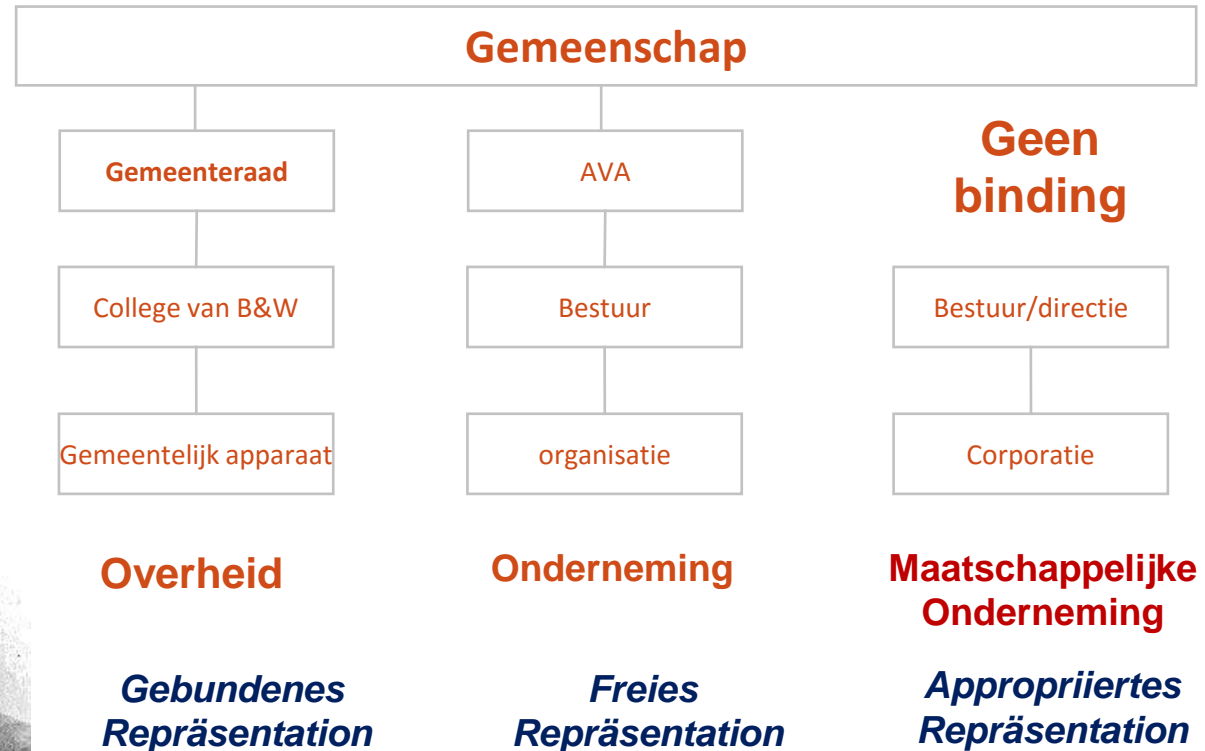 Gemeenschap
Gemeenteraad
AVA
Geen
binding
College van B&W
Bestuur
Bestuur/directie
Gemeentelijk apparaat
organisatie
Corporatie
Overheid
Onderneming
Maatschappelijke
Onderneming
Gebundenes
Repräsentation
Freies
Repräsentation
Appropriiertes
Repräsentation